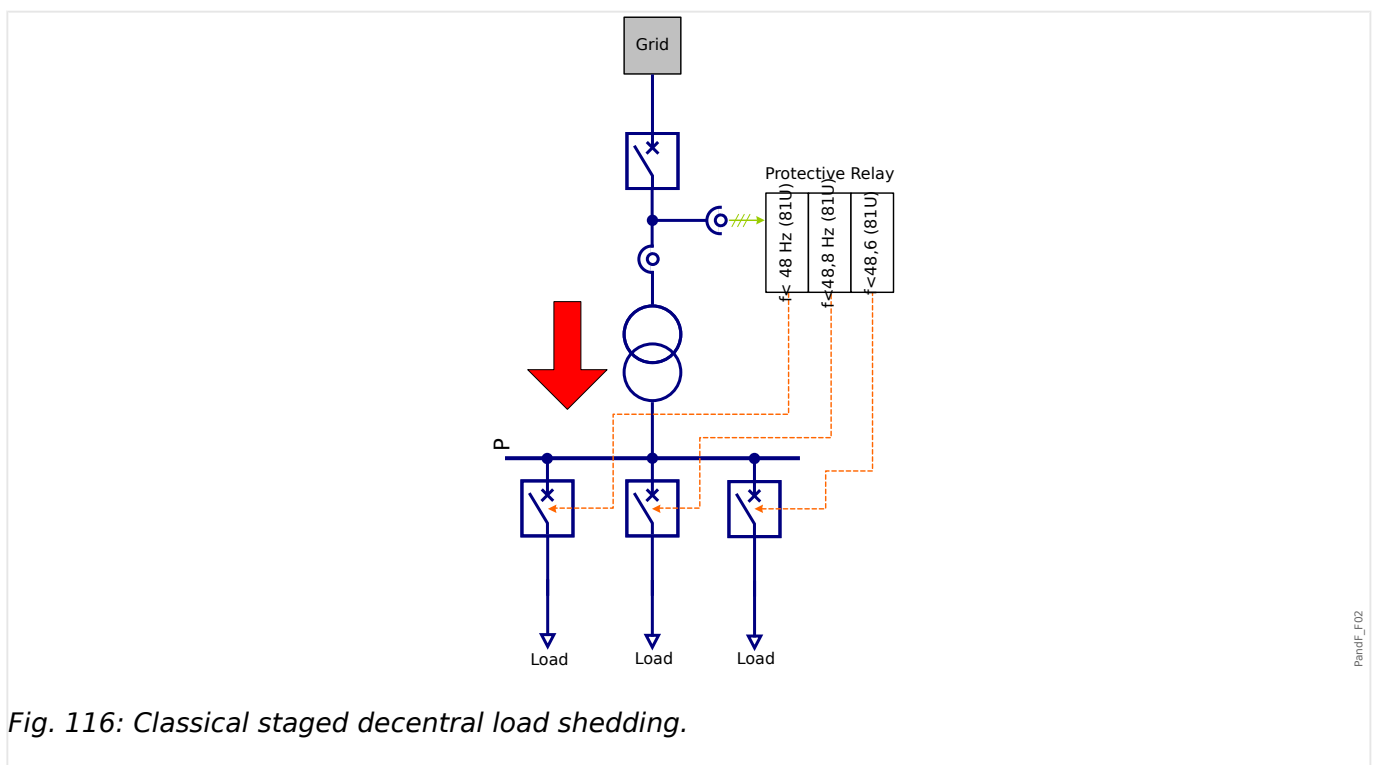 Grid
Protective Relay
f< 48 Hz (81U)
f<48,8 Hz (81U)
f<48,6 (81U)
P
Load
Load
Load
PandF_F02
Fig. 116: Classical staged decentral load shedding.